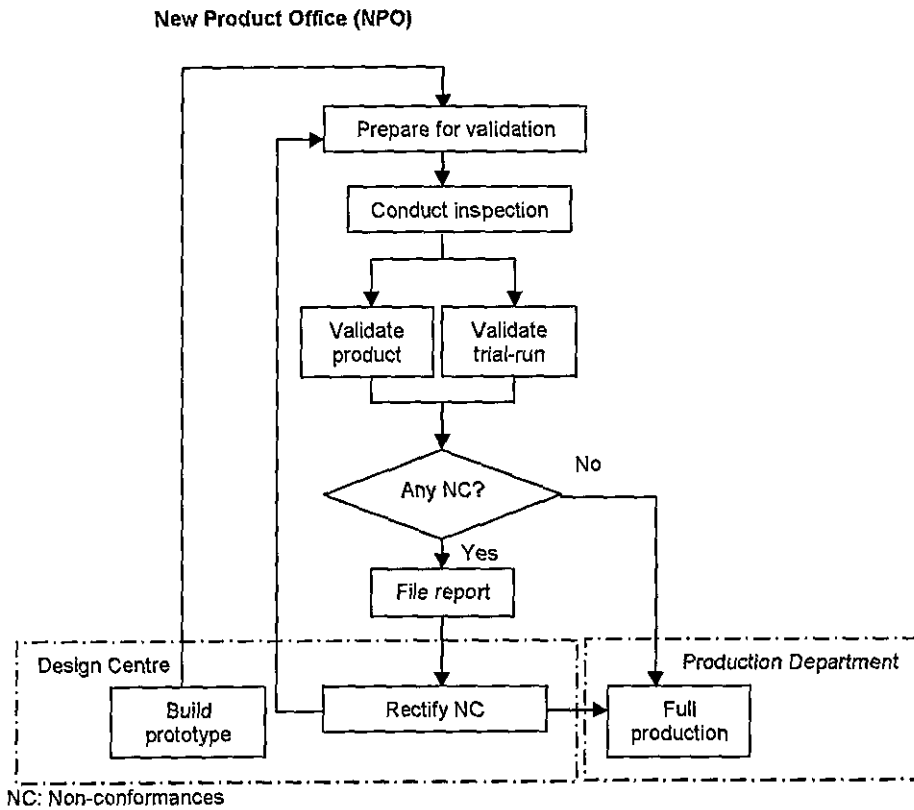 New Product Office (NPO)
Prepare for validation
Conduct inspection
Validate
product
Validate
trial-run
Any NC?
No
Yes
File report
Design Centre
Production Department
Build
prototype
Rectify NC
Full
production
NC: Non-conformances